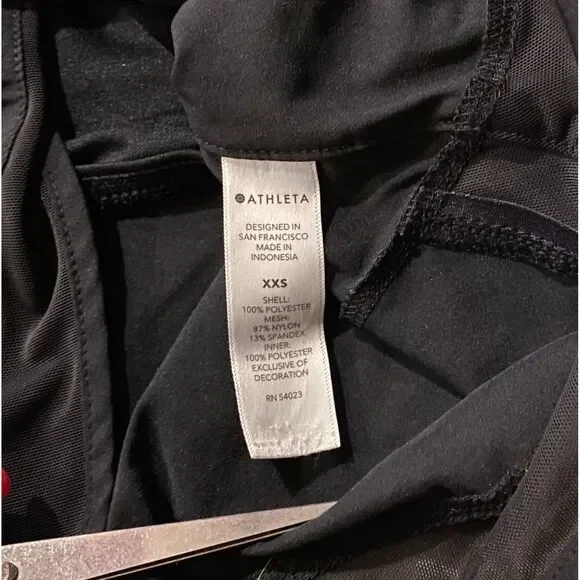 ATHLETA
DESIGNED IN
SAN FRANCISCO
MADE IN
INDONESIA
XXS
SHELL:
100% POLYESTER
MESH:
87% NYLON
13% SPANDEX
INNER:
100% POLYESTER
EXCLUSIVE OF
DECORATION
RN 54023